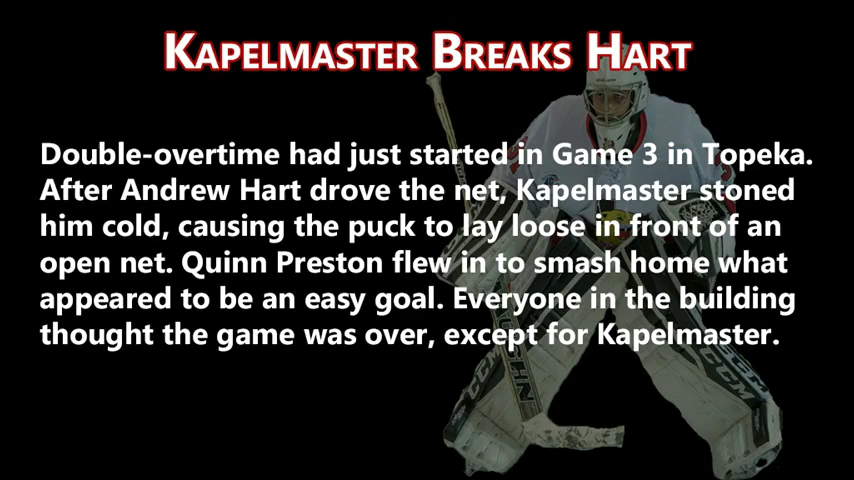 Kapelmaster Breaks Hart
Double-overtime had just started in Game 3 in Topeka.
After Andrew Hart drove the net, Kapelmaster stoned
him cold, causing the puck to lay loose in front of an
open net. Quinn Preston flew in to smash home what
appeared to be an easy goal. Everyone in the building
thought the game was over, except for Kapelmaster.
CCM
CCM